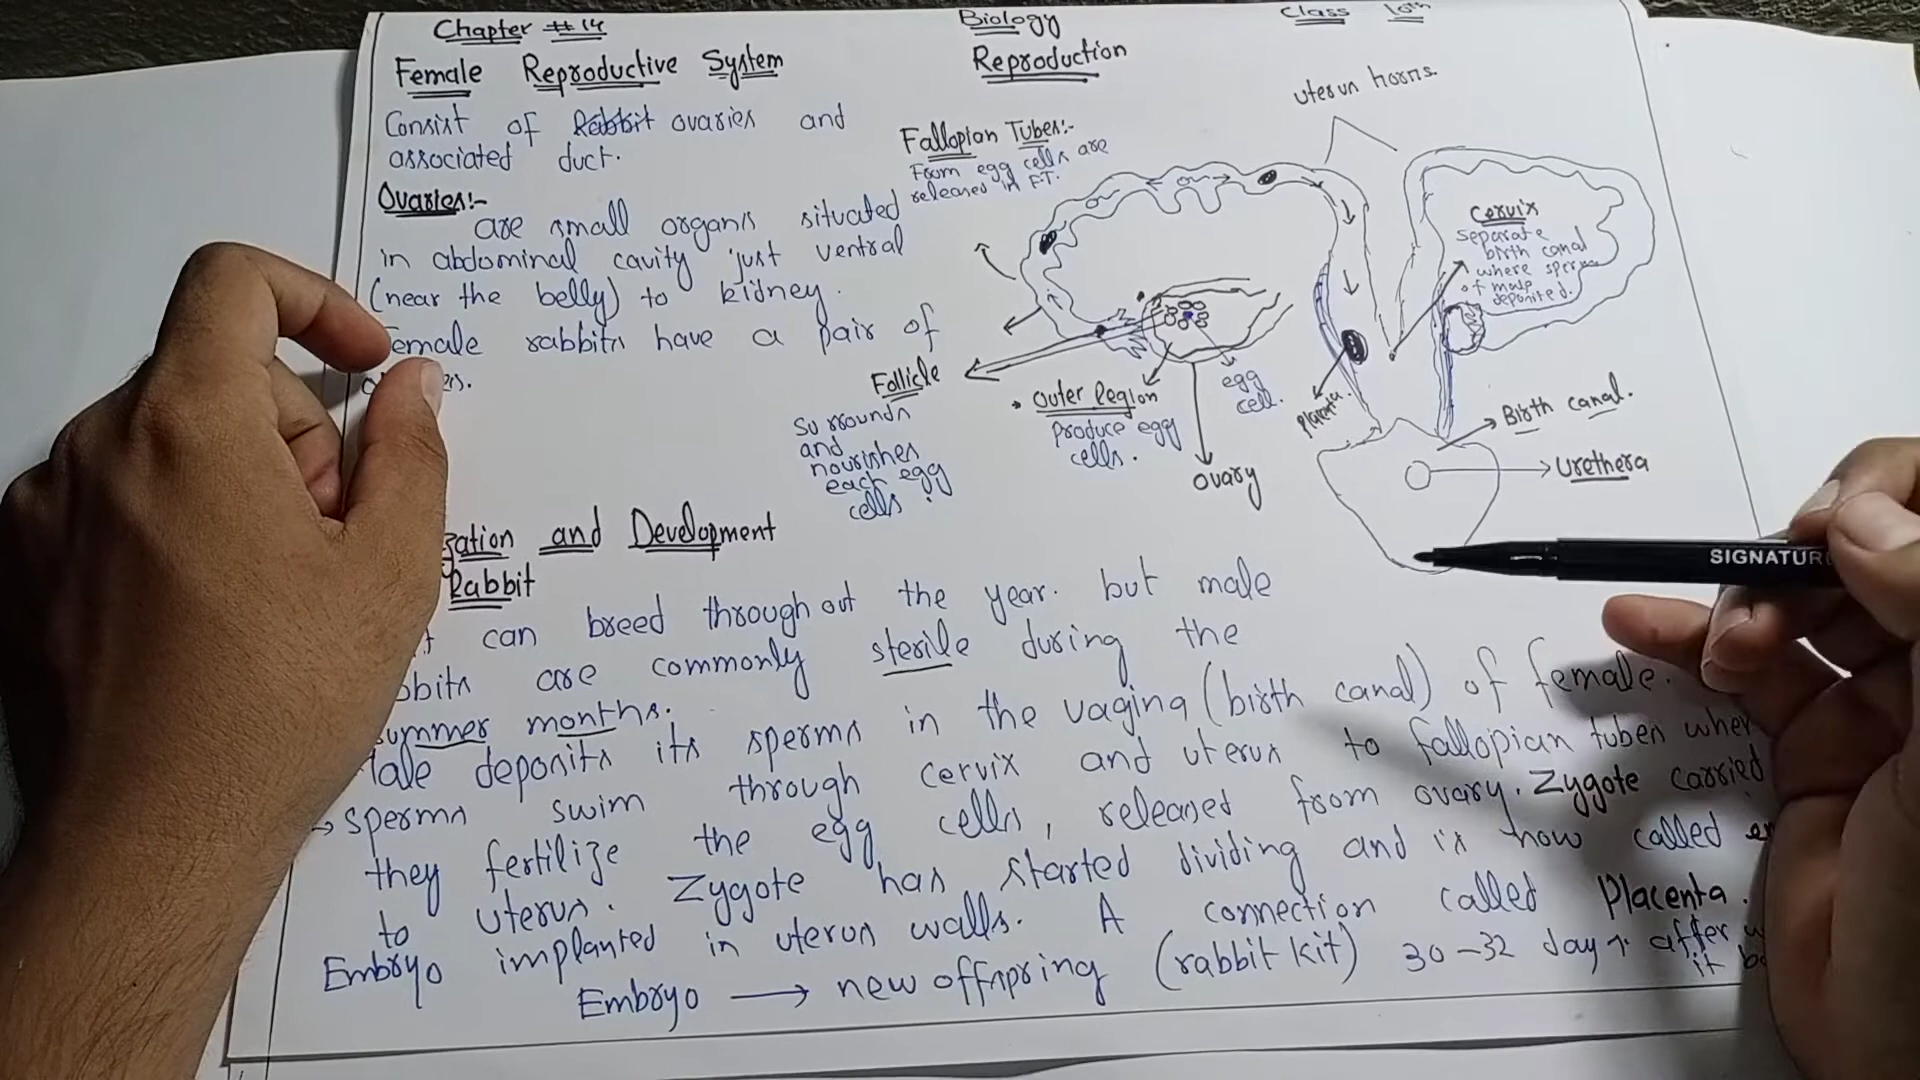 Chapter # 14
Biology
Class 10th
Female Reproductive System
Reproduction
Consist of Rabbit ovaries and
associated duct.
Ovaries:-
are small organs situated
in abdominal cavity just ventral
(near the belly) to kidney.
Female rabbits have a pair of
Fallopian Tubes:-
From egg cells are
released in F.T.
uterun horns.
Cervix
Separate
birth canal
where sperms
of male
deposited.
Follicle
Surrounds
and
nourishes
each egg
cells.
Outer Region
produce egg
cells.
egg
cell.
ovary
Placenta.
Birth canal.
Urethera
and Development
Rabbit
can breed throughout the year. but male
are commonly sterile during the
summer months.
deposits its sperms in the vagina (birth canal) of female.
→ sperms swim through cervix and uterus to fallopian tubes
they fertilize the egg cells, released from ovary. Zygote carried
to uterus. Zygote has started dividing and is now called
Embryo implanted in uterus walls. A connection called Placenta.
Embryo → new offspring (rabbit kit) 30-32 days after
it
SIGNATURE